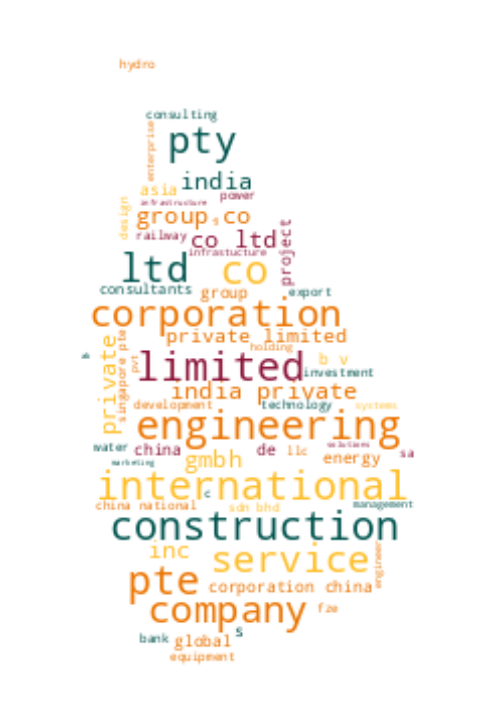 hydro
consulting
enterprise
pty
india
asia
power
infrastructure
design
group
s
co
railway
co ltd
infrastucture
project
ltd
co
consultants
group
export
corporation
private limited
holding
private
singapore pte
pvt
limited
b v
investment
india private
development
technology
systems
engineering
water
china
de
llc
solutions
sa
gmbh
energy
marketing
international
c
china national
sdn bhd
management
construction
inc
service
engineer
pte
corporation china
company
fze
bank
global
s
equipment